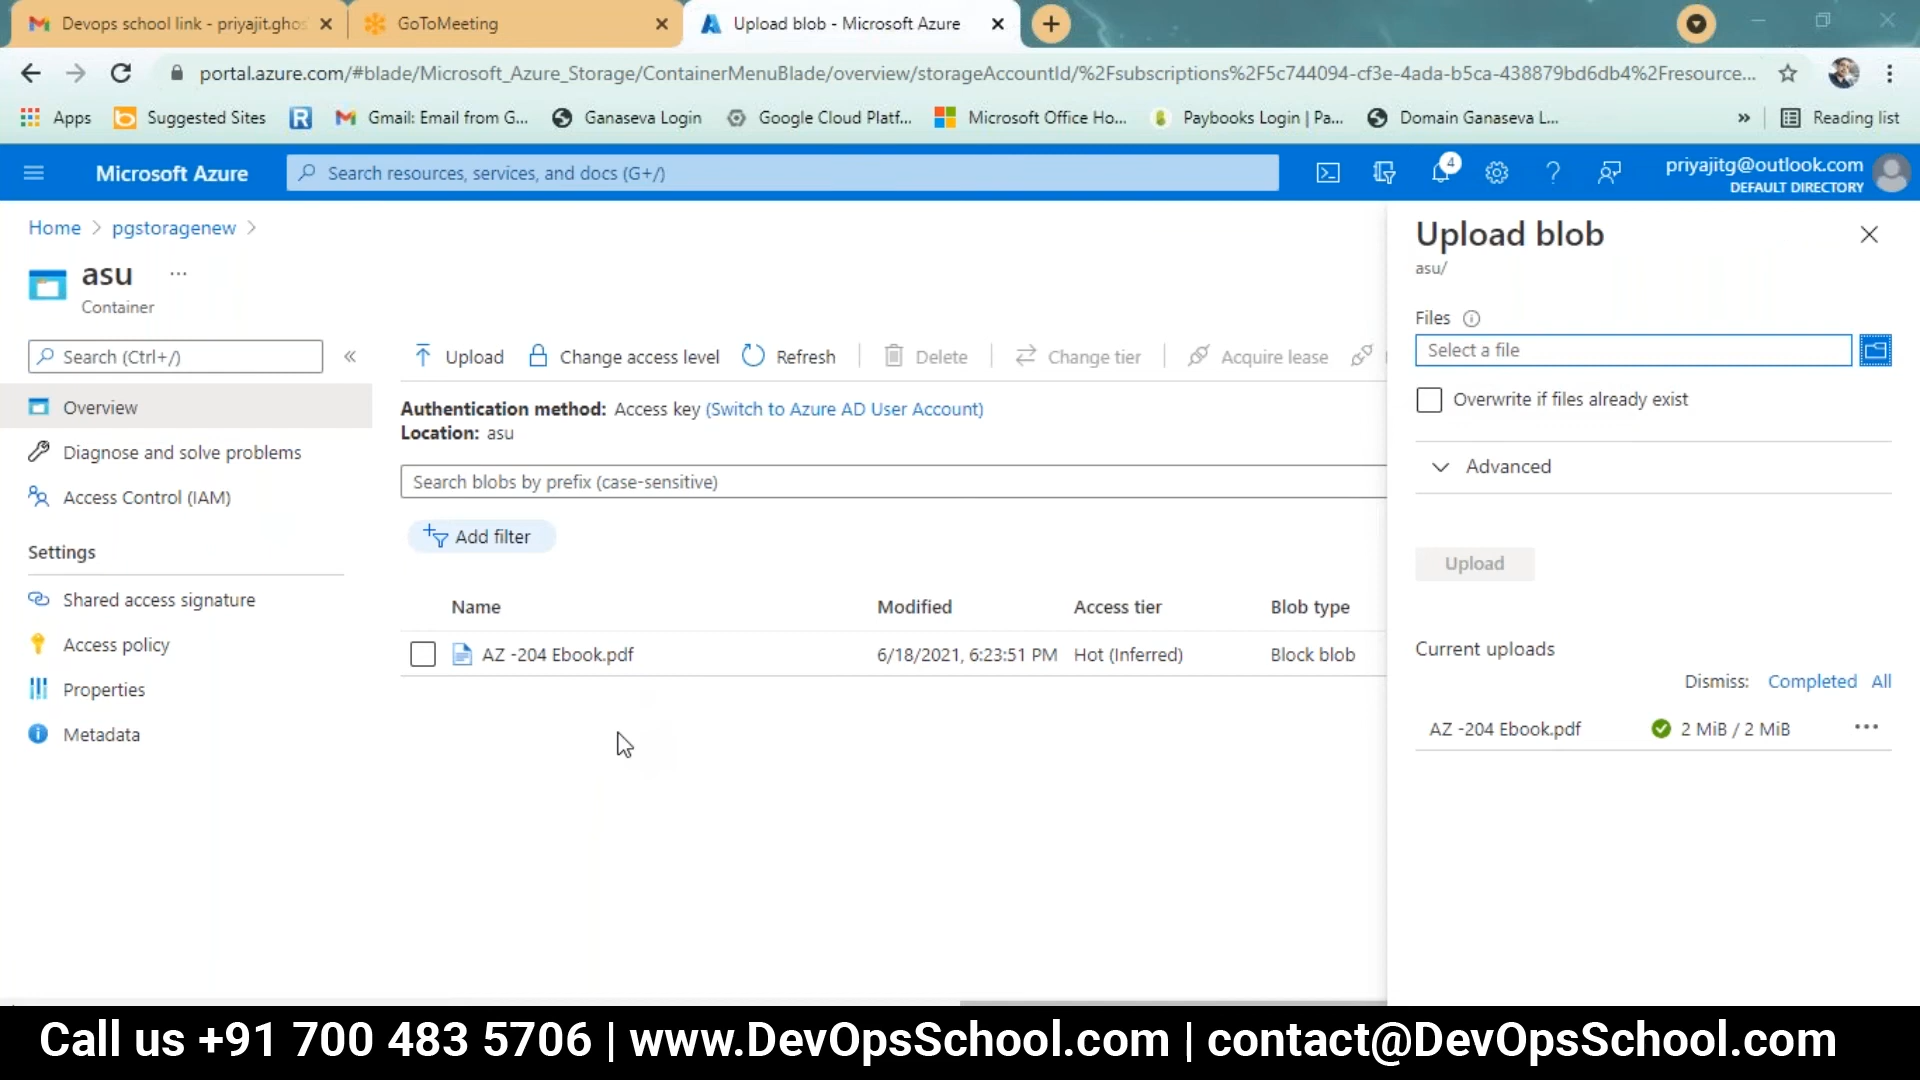 Devops school link - priyajit.ghos
GoToMeeting
Upload blob - Microsoft Azure
portal.azure.com/#blade/Microsoft_Azure_Storage/ContainerMenuBlade/overview/storageAccountId/%2Fsubscriptions%2F5c744094-cf3e-4ada-b5ca-438879bd6db4%2Fresource...
Apps
Suggested Sites
Gmail: Email from G...
Ganaseva Login
Google Cloud Platf...
Microsoft Office Ho...
Paybooks Login | Pa...
Domain Ganaseva L...
»
Reading list
Microsoft Azure
Search resources, services, and docs (G+/)
4
priyajitg@outlook.com
DEFAULT DIRECTORY
Home > pgstoragenew >
asu ...
Container
Search (Ctrl+/)
«
Overview
Diagnose and solve problems
Access Control (IAM)
Settings
Shared access signature
Access policy
Properties
Metadata
Upload
Change access level
Refresh
Delete
Change tier
Acquire lease
Authentication method: Access key (Switch to Azure AD User Account)
Location: asu
Search blobs by prefix (case-sensitive)
Add filter
Name Modified Access tier Blob type
AZ -204 Ebook.pdf 6/18/2021, 6:23:51 PM Hot (Inferred) Block blob
Upload blob
asu/
Files
Select a file
Overwrite if files already exist
Advanced
Upload
Current uploads
Dismiss: Completed All
AZ -204 Ebook.pdf 2 MiB / 2 MiB ...
Call us +91 700 483 5706 | www.DevOpsSchool.com | contact@DevOpsSchool.com